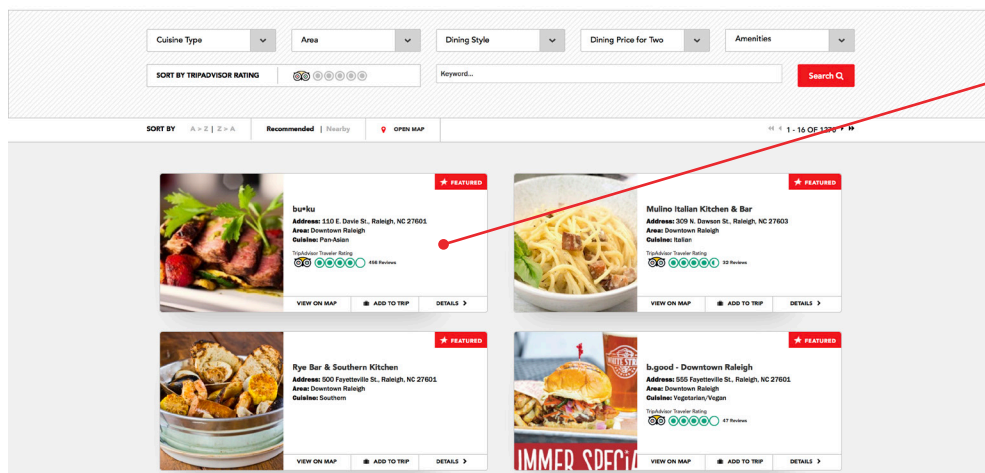 Cuisine Type
Area
Dining Style
Dining Price for Two
Amenities
SORT BY TRIPADVISOR RATING
Keyword...
Search
SORT BY A > Z | Z > A Recommended | Nearby OPEN MAP 1 - 16 OF 1270
FEATURED
bu•ku
Address: 110 E. Davie St., Raleigh, NC 27601
Area: Downtown Raleigh
Cuisine: Pan-Asian
TripAdvisor Traveler Rating
456 Reviews
VIEW ON MAP ADD TO TRIP DETAILS >
FEATURED
Mulino Italian Kitchen & Bar
Address: 309 N. Dawson St., Raleigh, NC 27603
Area: Downtown Raleigh
Cuisine: Italian
TripAdvisor Traveler Rating
32 Reviews
VIEW ON MAP ADD TO TRIP DETAILS >
FEATURED
Rye Bar & Southern Kitchen
Address: 500 Fayetteville St., Raleigh, NC 27601
Area: Downtown Raleigh
Cuisine: Southern
VIEW ON MAP ADD TO TRIP DETAILS >
FEATURED
b.good - Downtown Raleigh
Address: 555 Fayetteville St., Raleigh, NC 27601
Area: Downtown Raleigh
Cuisine: Vegetarian/Vegan
TripAdvisor Traveler Rating
47 Reviews
VIEW ON MAP ADD TO TRIP DETAILS >